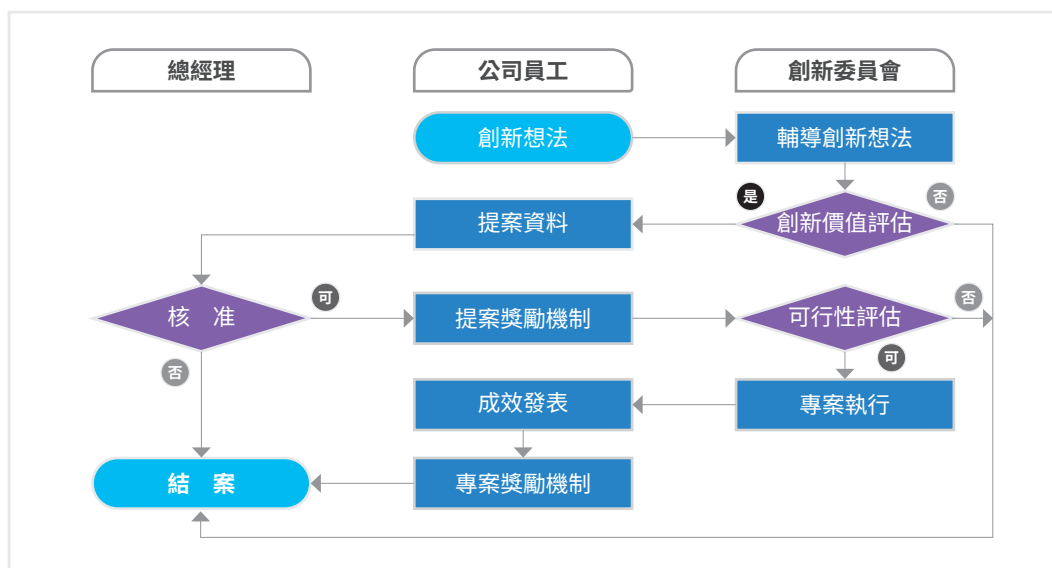 總經理
公司員工
創新委員會
創新想法
輔導創新想法
是
否
提案資料
創新價值評估
可
否
核 准
提案獎勵機制
可行性評估
否
可
成效發表
專案執行
結 案
專案獎勵機制